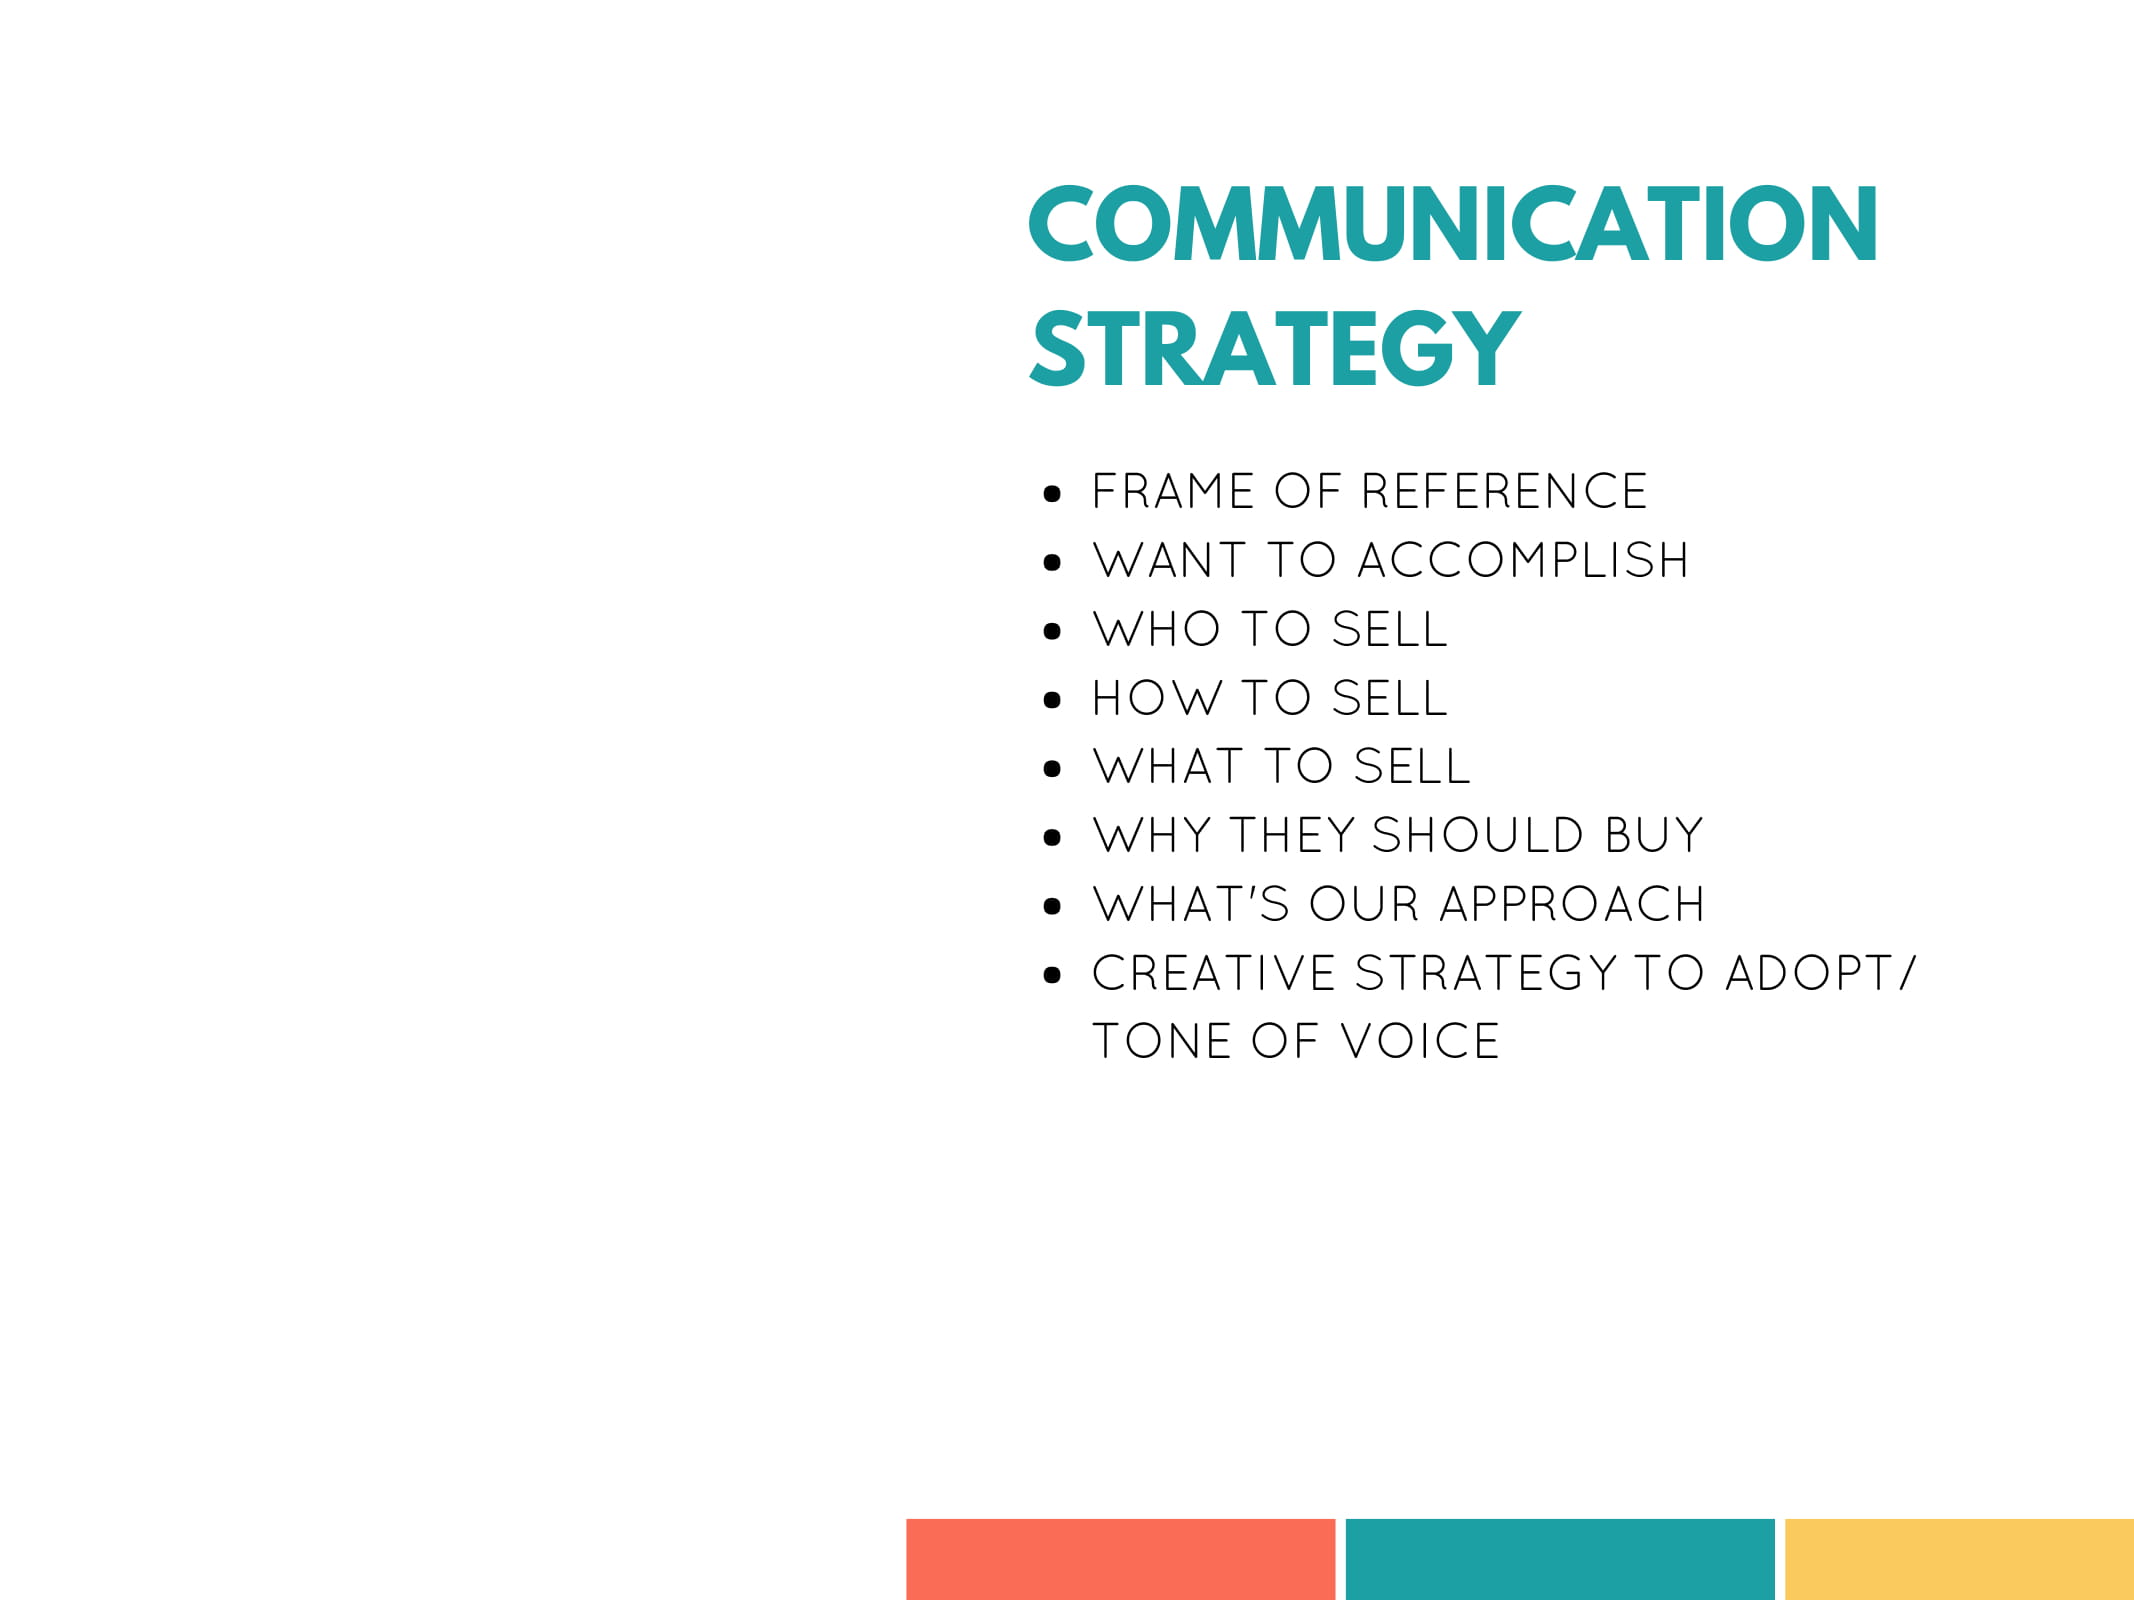 COMMUNICATION
STRATEGY
• FRAME OF REFERENCE
• WANT TO ACCOMPLISH
• WHO TO SELL
• HOW TO SELL
• WHAT TO SELL
• WHY THEY SHOULD BUY
• WHAT'S OUR APPROACH
• CREATIVE STRATEGY TO ADOPT/
TONE OF VOICE